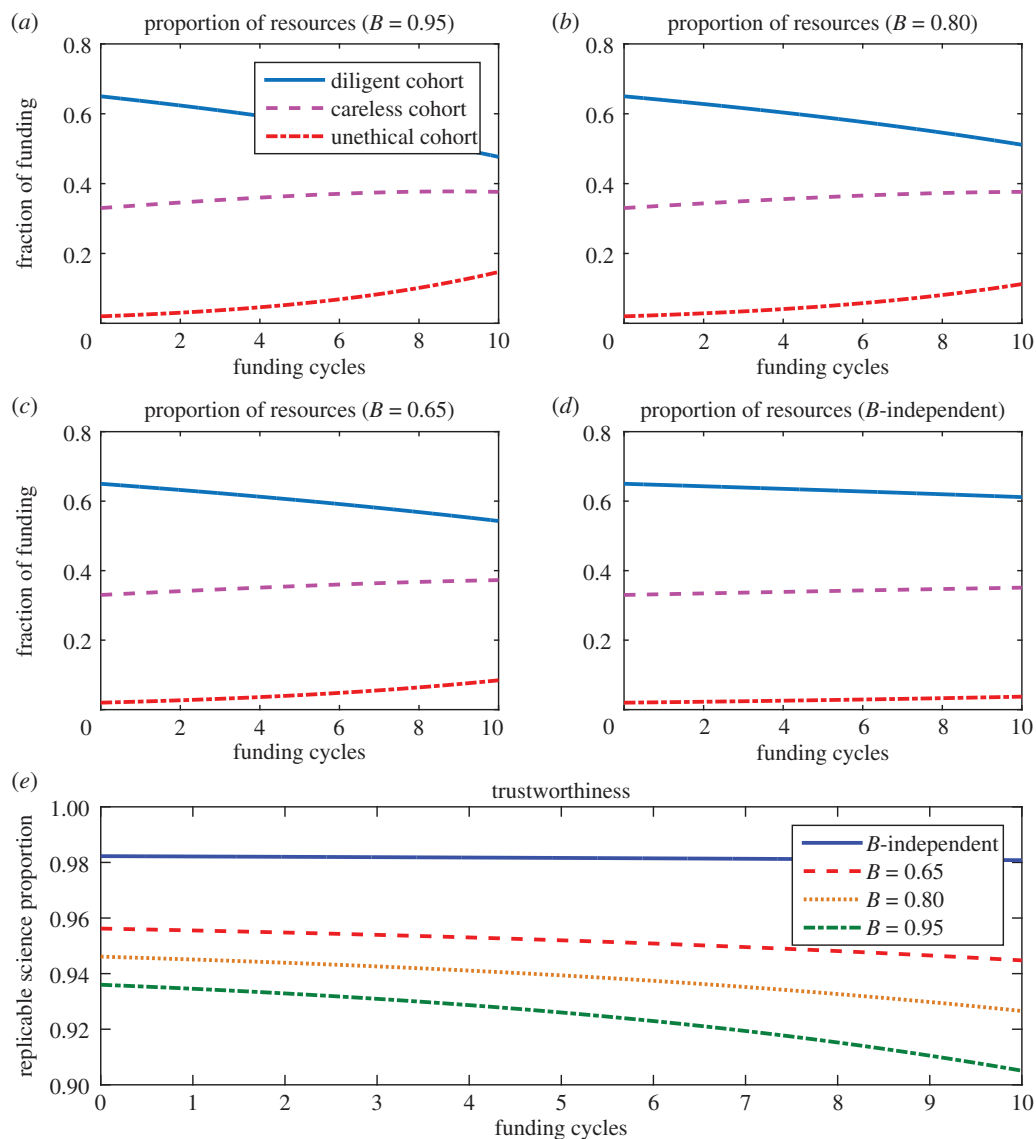 (a) proportion of resources (B = 0.95)
0.8
0.6
0.4
0.2
0 2 4 6 8 10
fraction of funding
funding cycles
diligent cohort
careless cohort
unethical cohort
(b) proportion of resources (B = 0.80)
0.8
0.6
0.4
0.2
0 2 4 6 8 10
funding cycles
(c) proportion of resources (B = 0.65)
0.8
0.6
0.4
0.2
0 2 4 6 8 10
fraction of funding
funding cycles
(d) proportion of resources (B-independent)
0.8
0.6
0.4
0.2
0 2 4 6 8 10
funding cycles
(e) trustworthiness
1.00
0.98
0.96
0.94
0.92
0.90
0 1 2 3 4 5 6 7 8 9 10
replicable science proportion
funding cycles
B-independent
B = 0.65
B = 0.80
B = 0.95